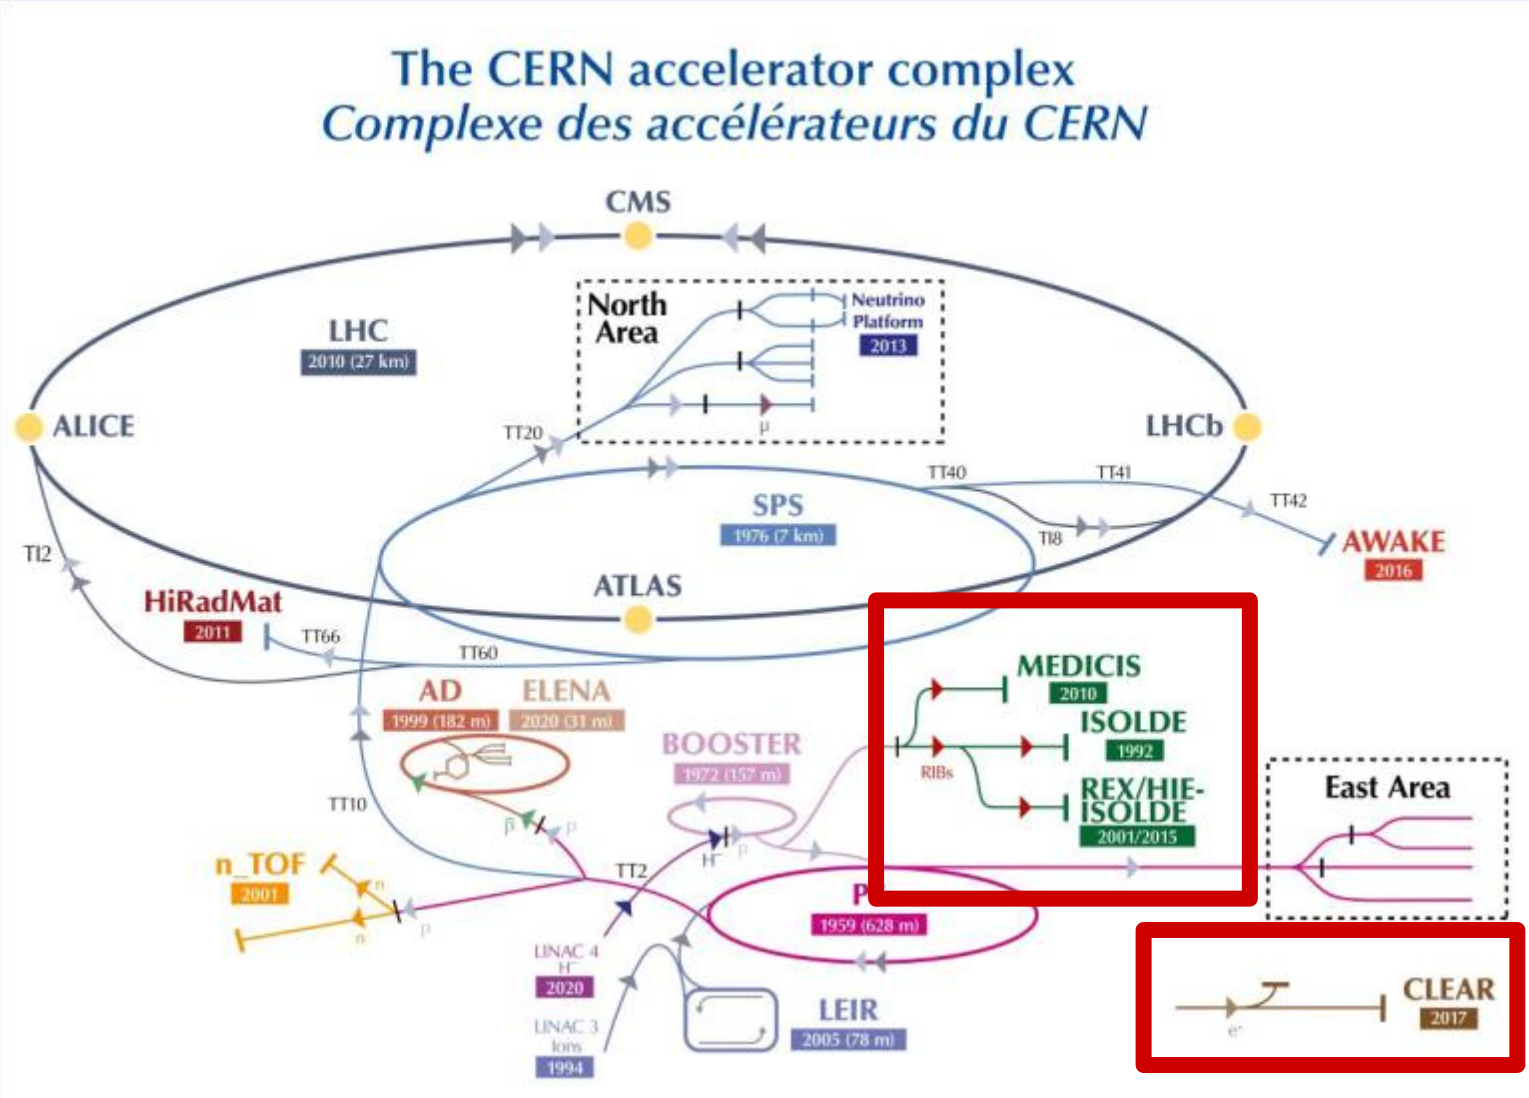 The CERN accelerator complex
Complexe des accélérateurs du CERN
CMS
North
Area
Neutrino
Platform
2013
LHC
2010 (27 km)
μ
ALICE
LHCb
TT20
TT40
TT41
TT42
SPS
1976 (7 km)
TI8
AWAKE
2016
TI2
ATLAS
HiRadMat
2011
TT66
TT60
MEDICIS
2010
AD
1999 (182 m)
ELENA
2020 (31 m)
ISOLDE
1992
BOOSTER
1972 (157 m)
RIBs
REX/HIE-
ISOLDE
2001/2015
East Area
TT10
p̄
p
H⁻
p
n_TOF
2001
n
n
p
TT2
P
1959 (628 m)
LINAC 4
H⁻
2020
CLEAR
2017
e⁻
LEIR
2005 (78 m)
LINAC 3
Ions
1994